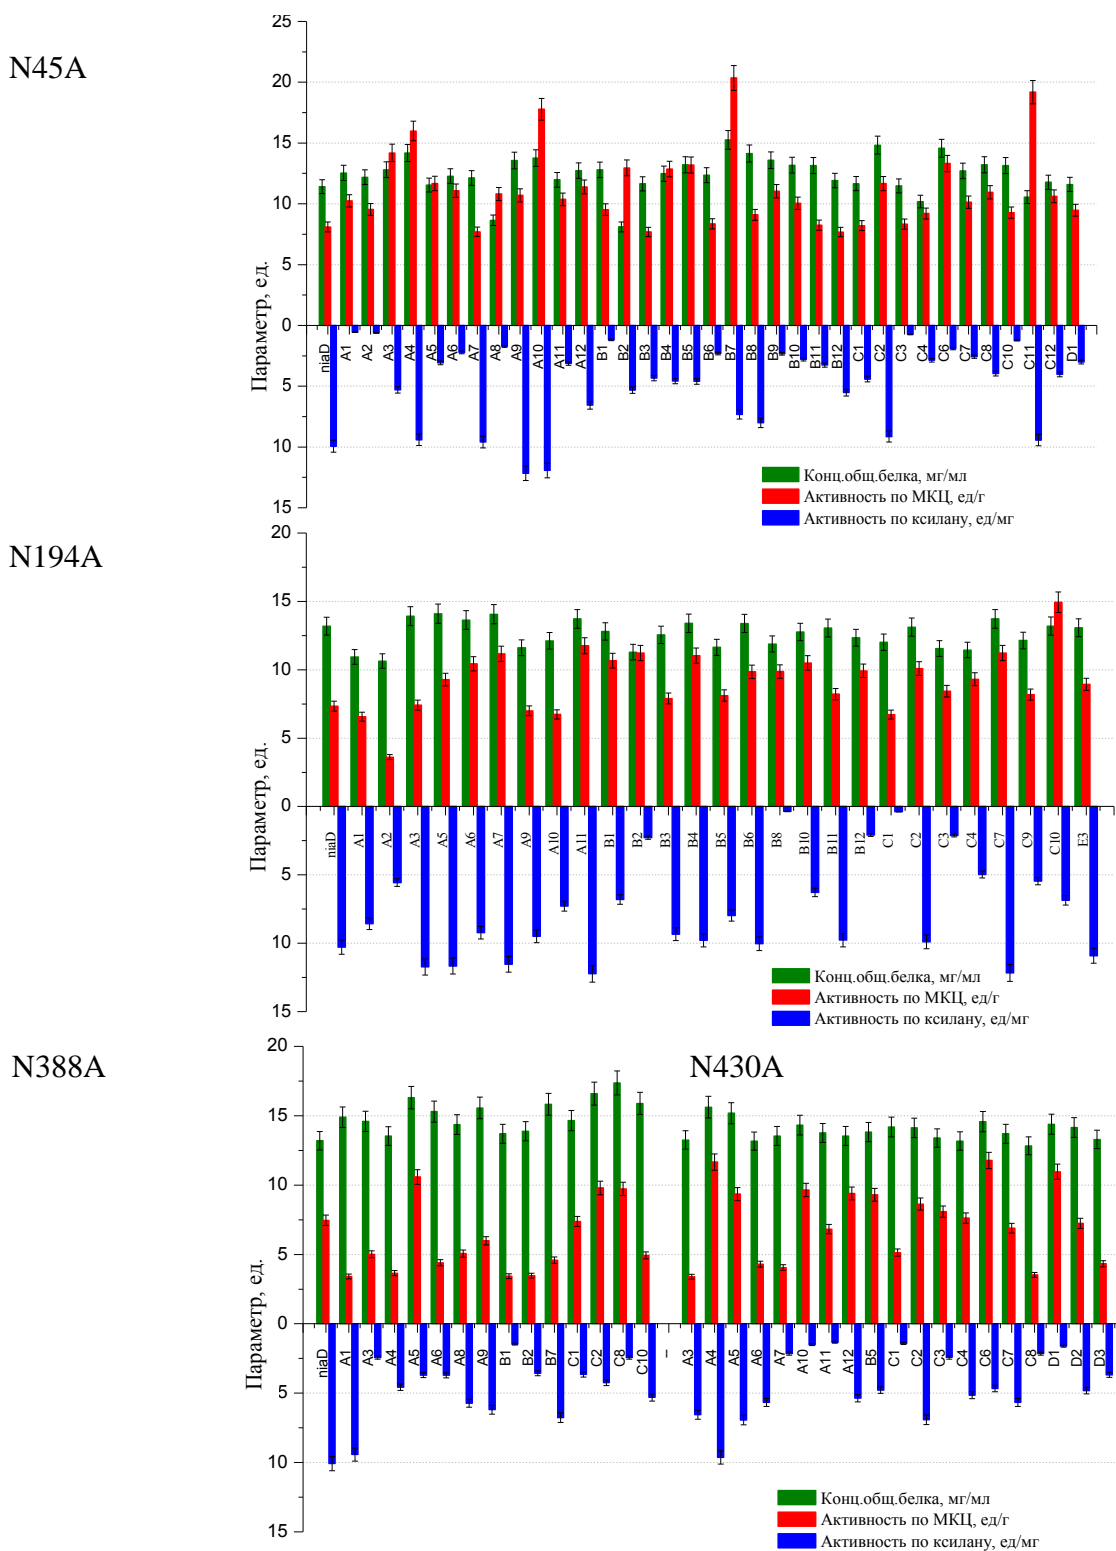 N45A
25
20
15
10
5
0
5
10
15
Параметр, ед.
niaD A1 A2 A3 A4 A5 A6 A7 A8 A9 A10 A11 A12 B1 B2 B3 B4 B5 B6 B7 B8 B9 B10 B11 B12 C1 C2 C3 C4 C6 C7 C8 C10 C11 C12 D1
Конц.общ.белка, мг/мл
Активность по МКЦ, ед/г
Активность по ксилану, ед/мг
N194A
20
15
10
5
0
5
10
15
Параметр, ед.
niaD A1 A2 A3 A5 A6 A7 A9 A10 A11 B1 B2 B3 B4 B5 B6 B8 B10 B11 B12 C1 C2 C3 C4 C7 C9 C10 E3
Конц.общ.белка, мг/мл
Активность по МКЦ, ед/г
Активность по ксилану, ед/мг
N388A N430A
20
15
10
5
0
5
10
15
Параметр, ед.
niaD A1 A3 A4 A5 A6 A8 A9 B1 B2 B7 C1 C2 C8 C10 – A3 A4 A5 A6 A7 A10 A11 A12 B5 C1 C2 C3 C4 C6 C7 C8 D1 D2 D3
Конц.общ.белка, мг/мл
Активность по МКЦ, ед/г
Активность по ксилану, ед/мг